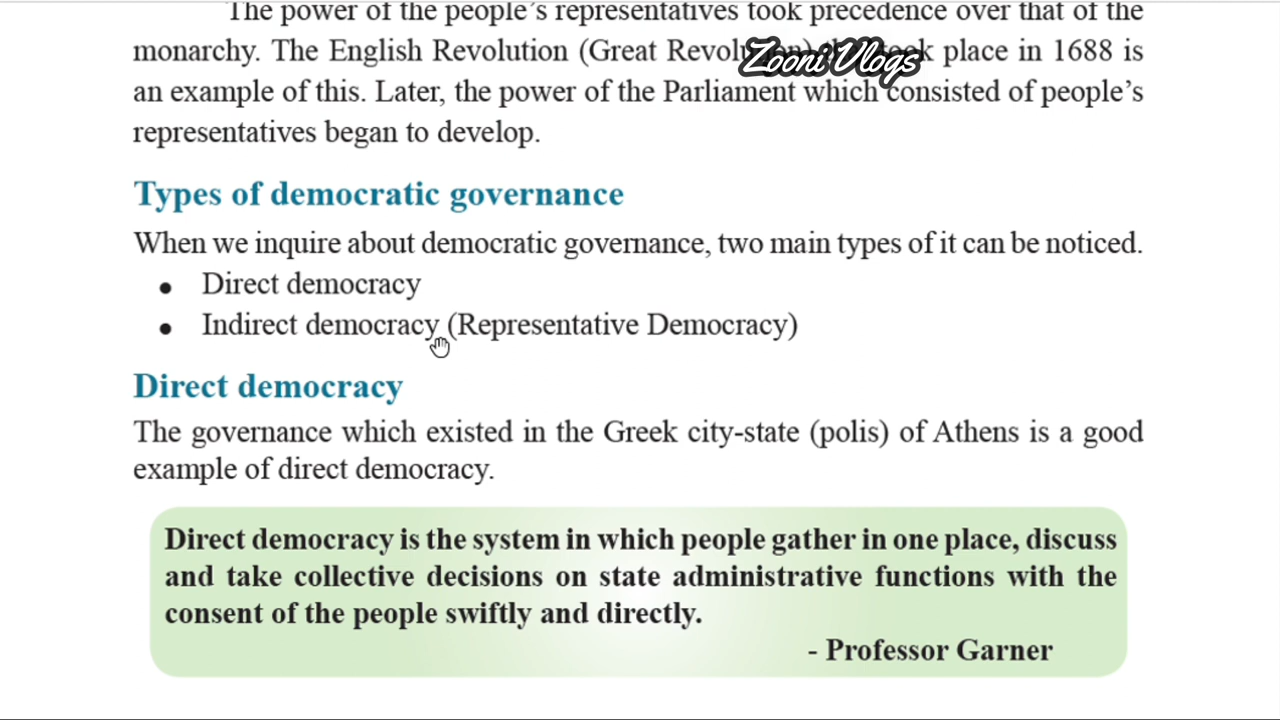 The power of the people's representatives took precedence over that of the
monarchy. The English Revolution (Great Revolution) took place in 1688 is
Zooni Vlogs
an example of this. Later, the power of the Parliament which consisted of people's
representatives began to develop.
Types of democratic governance
When we inquire about democratic governance, two main types of it can be noticed.
• Direct democracy
• Indirect democracy (Representative Democracy)
Direct democracy
The governance which existed in the Greek city-state (polis) of Athens is a good
example of direct democracy.
Direct democracy is the system in which people gather in one place, discuss
and take collective decisions on state administrative functions with the
consent of the people swiftly and directly.
- Professor Garner